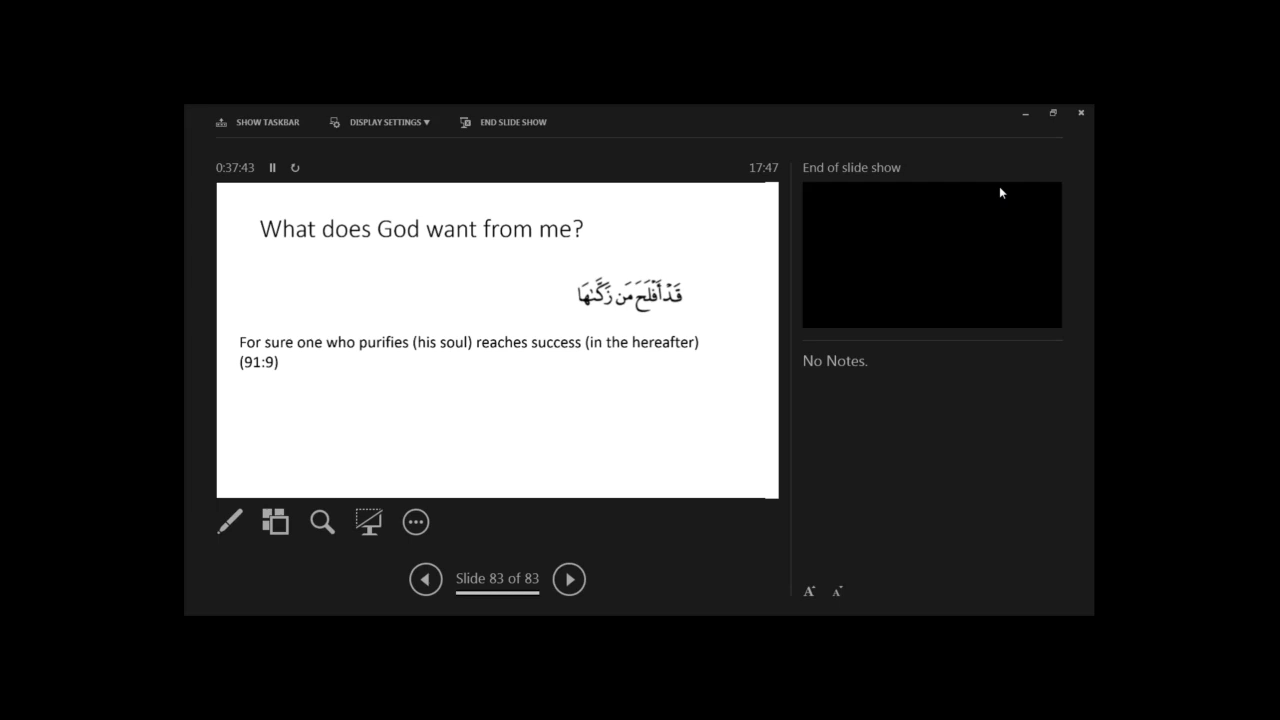 SHOW TASKBAR
DISPLAY SETTINGS ▼
END SLIDE SHOW
0:37:43
17:47
End of slide show
What does God want from me?
قَدْ أَفْلَحَ مَن زَكَّىٰهَا
For sure one who purifies (his soul) reaches success (in the hereafter)
(91:9)
No Notes.
Slide 83 of 83
A A